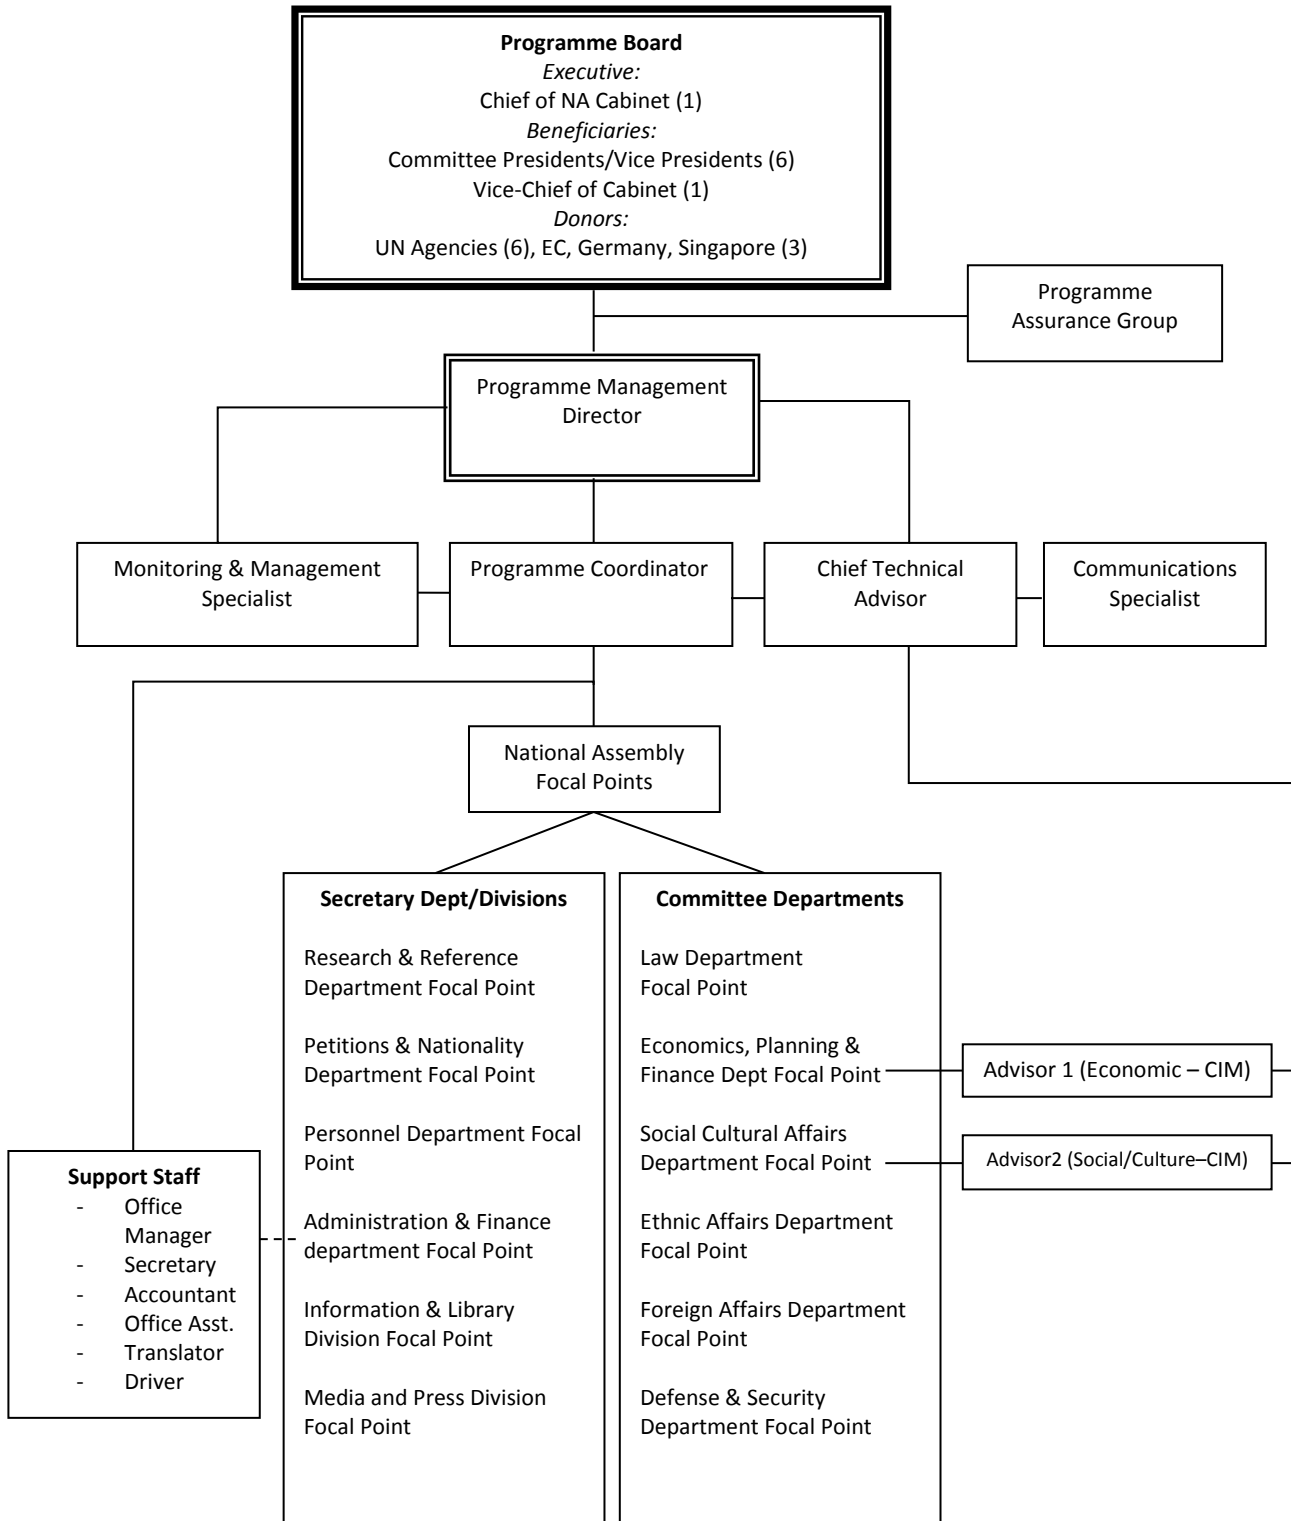 Programme Board
Executive:
Chief of NA Cabinet (1)
Beneficiaries:
Committee Presidents/Vice Presidents (6)
Vice-Chief of Cabinet (1)
Donors:
UN Agencies (6), EC, Germany, Singapore (3)
Programme
Assurance Group
Programme Management
Director
Monitoring & Management
Specialist
Programme Coordinator
Chief Technical
Advisor
Communications
Specialist
National Assembly
Focal Points
Secretary Dept/Divisions
Research & Reference
Department Focal Point
Petitions & Nationality
Department Focal Point
Personnel Department Focal
Point
Administration & Finance
department Focal Point
Information & Library
Division Focal Point
Media and Press Division
Focal Point
Committee Departments
Law Department
Focal Point
Economics, Planning &
Finance Dept Focal Point
Social Cultural Affairs
Department Focal Point
Ethnic Affairs Department
Focal Point
Foreign Affairs Department
Focal Point
Defense & Security
Department Focal Point
Advisor 1 (Economic – CIM)
Advisor2 (Social/Culture–CIM)
Support Staff
- Office
Manager
- Secretary
- Accountant
- Office Asst.
- Translator
- Driver